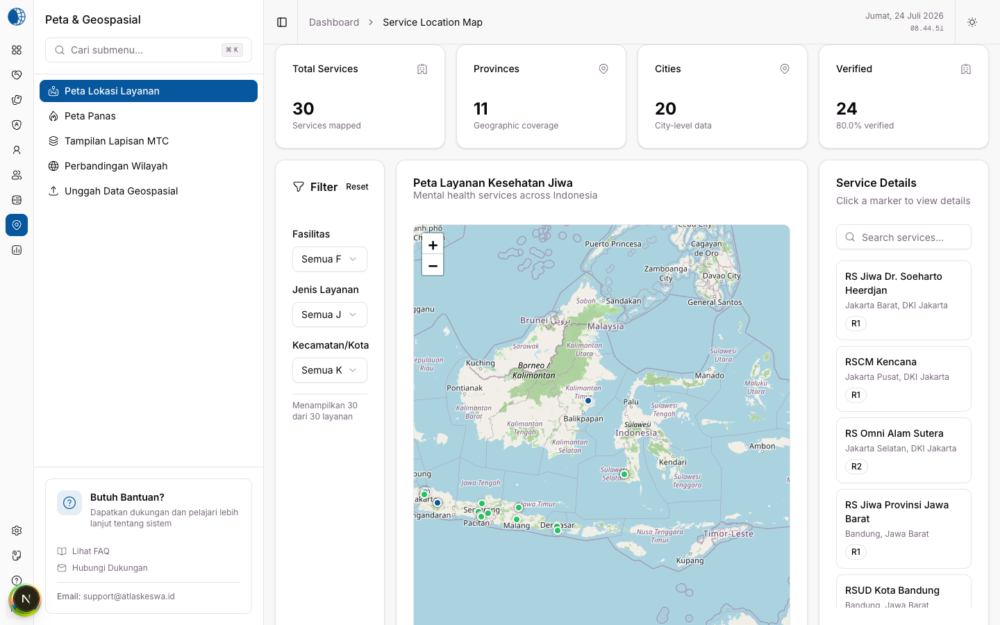 Peta & Geospasial
Cari submenu...
⌘ K
Peta Lokasi Layanan
Peta Panas
Tampilan Lapisan MTC
Perbandingan Wilayah
Unggah Data Geospasial
Butuh Bantuan?
Dapatkan dukungan dan pelajari lebih
lanjut tentang sistem
Lihat FAQ
Hubungi Dukungan
Email: support@atlaskeswa.id
N
Dashboard > Service Location Map
Jumat, 24 Juli 2026
08.44.51
Total Services
30
Services mapped
Provinces
11
Geographic coverage
Cities
20
City-level data
Verified
24
80.0% verified
Filter
Reset
Fasilitas
Semua F
Jenis Layanan
Semua J
Kecamatan/Kota
Semua K
Menampilkan 30
dari 30 layanan
Peta Layanan Kesehatan Jiwa
Mental health services across Indonesia
+
−
anh phố
Puerto Princesa
Cagayan
de Oro
Zamboanga
City
Davao City
General Santos
Sabah
Sandakan
gganu
Brunei
Malaysia
Sarawak
Kalimantan
Utara
Sulawesi
Utara
epulauan
Riau
Kuching
Borneo /
Kalimantan
Manado
Maluku
Utara
Pontianak
Kalimantan
Timur
Palu
Sulawesi
Tengah
Kalimantan
Barat
Balikpapan
Kalimantan
Tengah
Sulawesi
Indonesia
Kalimantan
Selatan
Ambon
Kendari
Sulawesi
Selatan
Sulawesi
Tenggara
pung
Jawa Tengah
akarta
Jawa Timur
ngandaran
Pacitan
Malang
Nusa Tenggara
Timur
Timor-Leste
Kupang
Service Details
Click a marker to view details
Search services...
RS Jiwa Dr. Soeharto
Heerdjan
Jakarta Barat, DKI Jakarta
R1
RSCM Kencana
Jakarta Pusat, DKI Jakarta
R1
RS Omni Alam Sutera
Jakarta Selatan, DKI Jakarta
R2
RS Jiwa Provinsi Jawa
Barat
Bandung, Jawa Barat
R1
RSUD Kota Bandung
Bandung, Jawa Barat